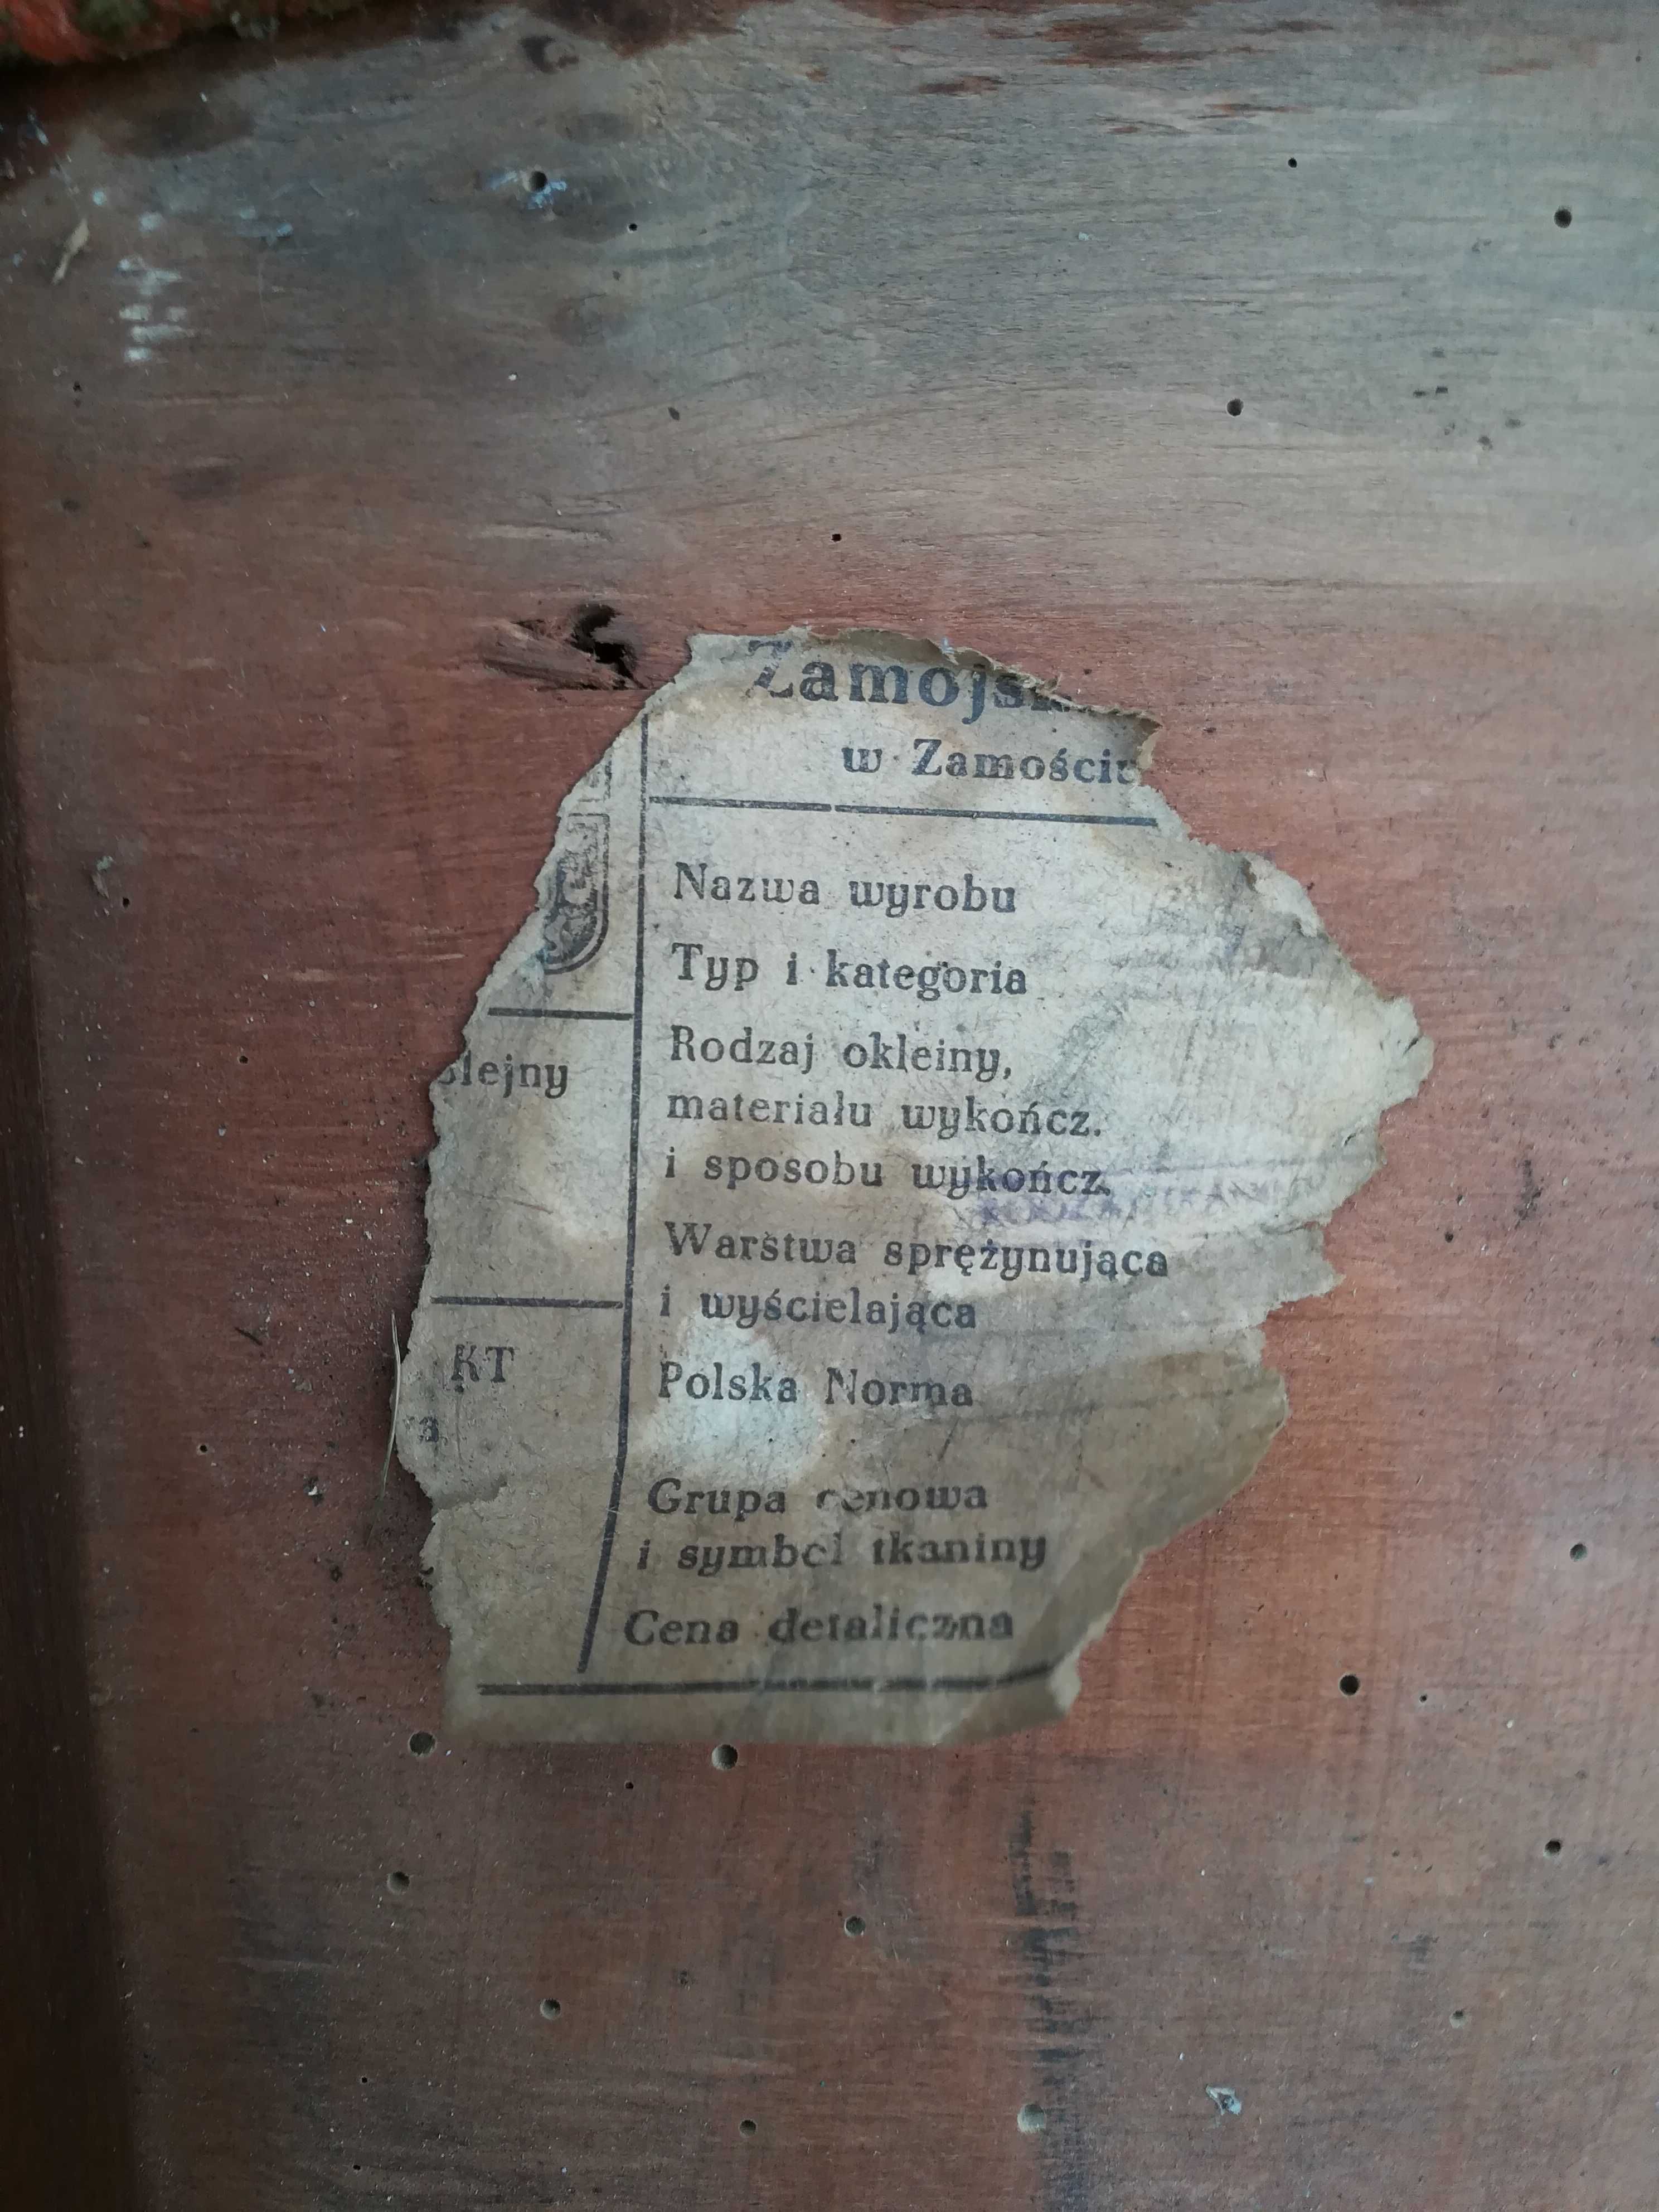 Zamojsk
w Zamościu
Nazwa wyrobu
Typ i kategoria
Rodzaj okleiny,
materiału wykończ.
i sposobu wykończ.
Warstwa sprężynująca
i wyścielająca
Polska Norma
Grupa cenowa
i symbol tkaniny
Cena detaliczna
olejny
KT
a